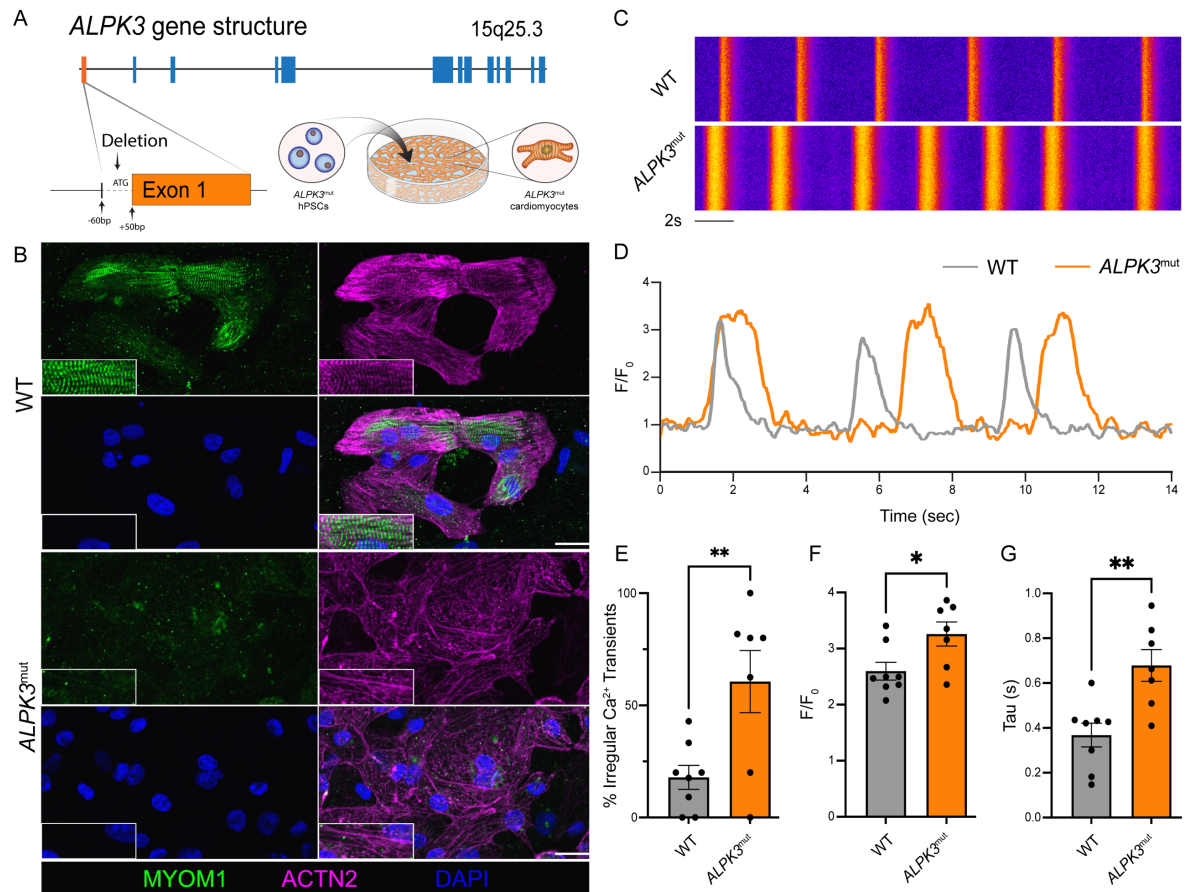 A
ALPK3 gene structure
15q25.3
Deletion
ATG
Exon 1
-60bp
+50bp
ALPK3mut
hPSCs
ALPK3mut
cardiomyocytes
B
WT
ALPK3mut
MYOM1
ACTN2
DAPI
C
WT
ALPK3mut
2s
D
WT
ALPK3mut
F/F0
4
3
2
1
0
0
2
4
6
8
10
12
14
Time (sec)
E
**
% Irregular Ca2+ Transients
100
50
0
WT
ALPK3mut
F
*
F/F0
4
3
2
1
0
WT
ALPK3mut
G
**
Tau (s)
1.0
0.8
0.6
0.4
0.2
0.0
WT
ALPK3mut